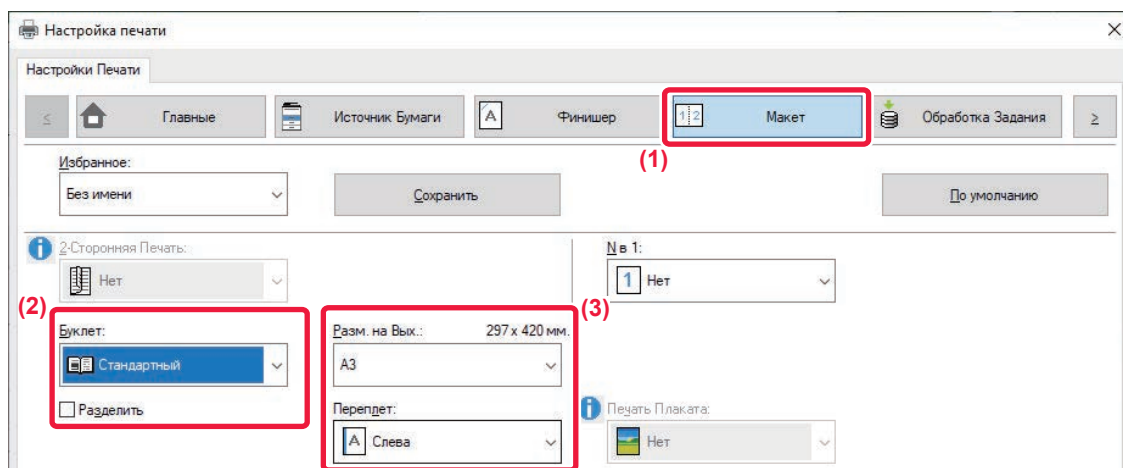 Настройка печати
Настройки Печати
≤ Главные Источник Бумаги A Финишер 1 2 Макет Обработка Задания ≥
(1)
Избранное:
Без имени Сохранить По умолчанию
i 2-Сторонняя Печать: N в 1:
Нет 1 Нет
(2) (3)
Буклет: Разм. на Вых.: 297 x 420 мм.
Стандартный A3
Разделить Переплет: i Печать Плаката:
A Слева Нет